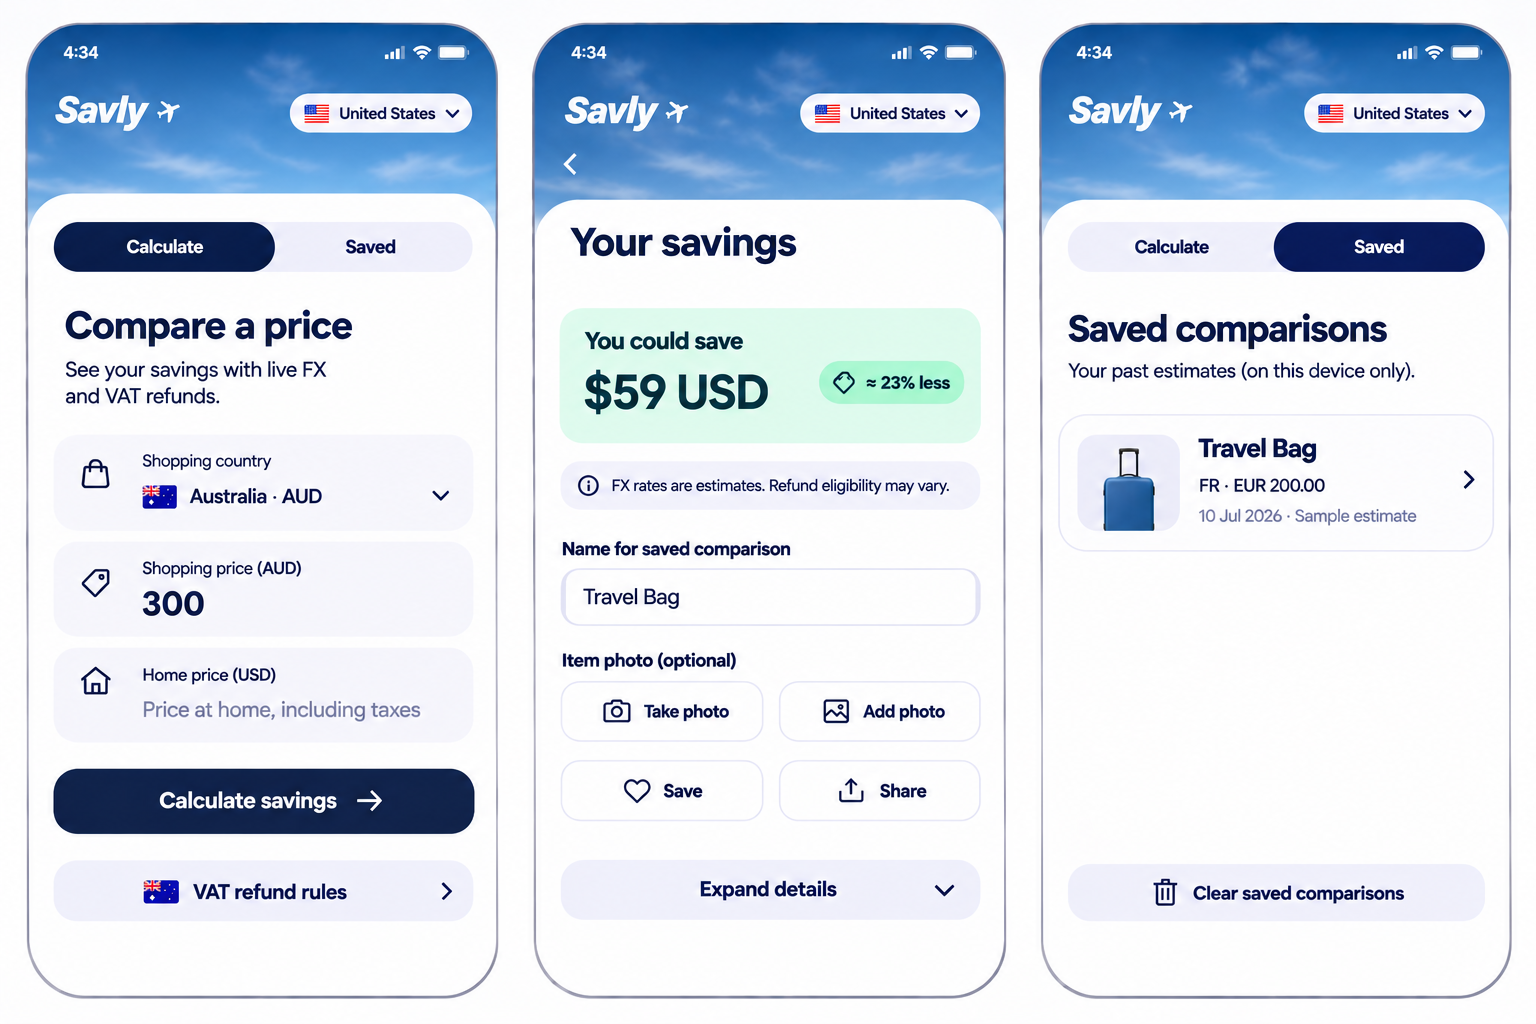 4:34
Savly
United States
Calculate
Saved
Compare a price
See your savings with live FX
and VAT refunds.
Shopping country
Australia · AUD
Shopping price (AUD)
300
Home price (USD)
Price at home, including taxes
Calculate savings
VAT refund rules
4:34
Savly
United States
Your savings
You could save
$59 USD
≈ 23% less
FX rates are estimates. Refund eligibility may vary.
Name for saved comparison
Travel Bag
Item photo (optional)
Take photo
Add photo
Save
Share
Expand details
4:34
Savly
United States
Calculate
Saved
Saved comparisons
Your past estimates (on this device only).
Travel Bag
FR · EUR 200.00
10 Jul 2026 · Sample estimate
Clear saved comparisons